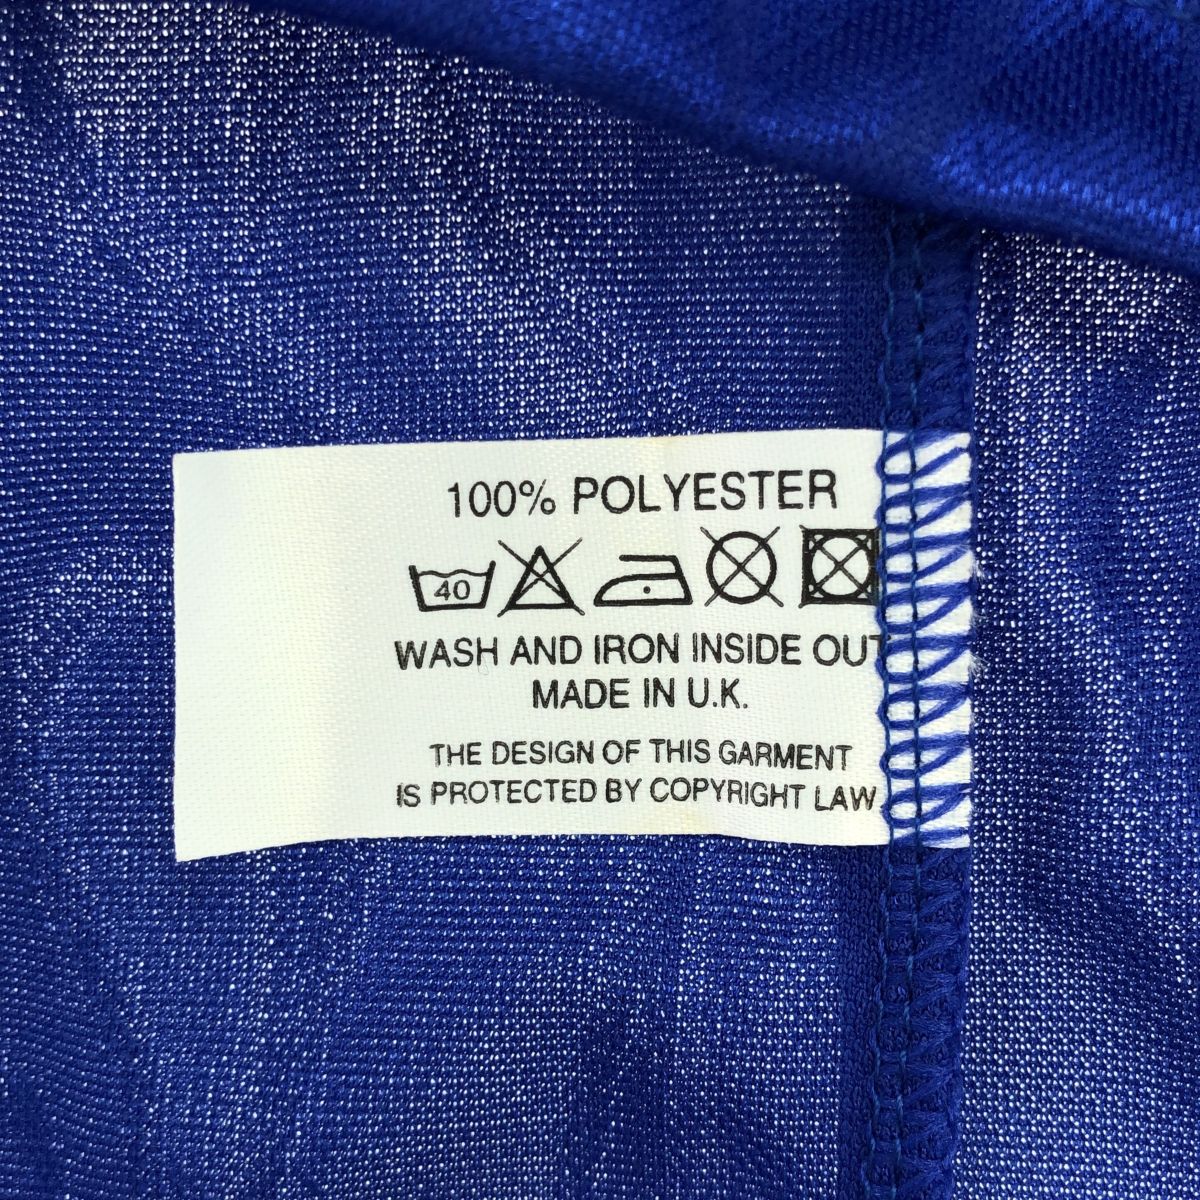 100% POLYESTER
40
WASH AND IRON INSIDE OUT
MADE IN U.K.
THE DESIGN OF THIS GARMENT
IS PROTECTED BY COPYRIGHT LAW